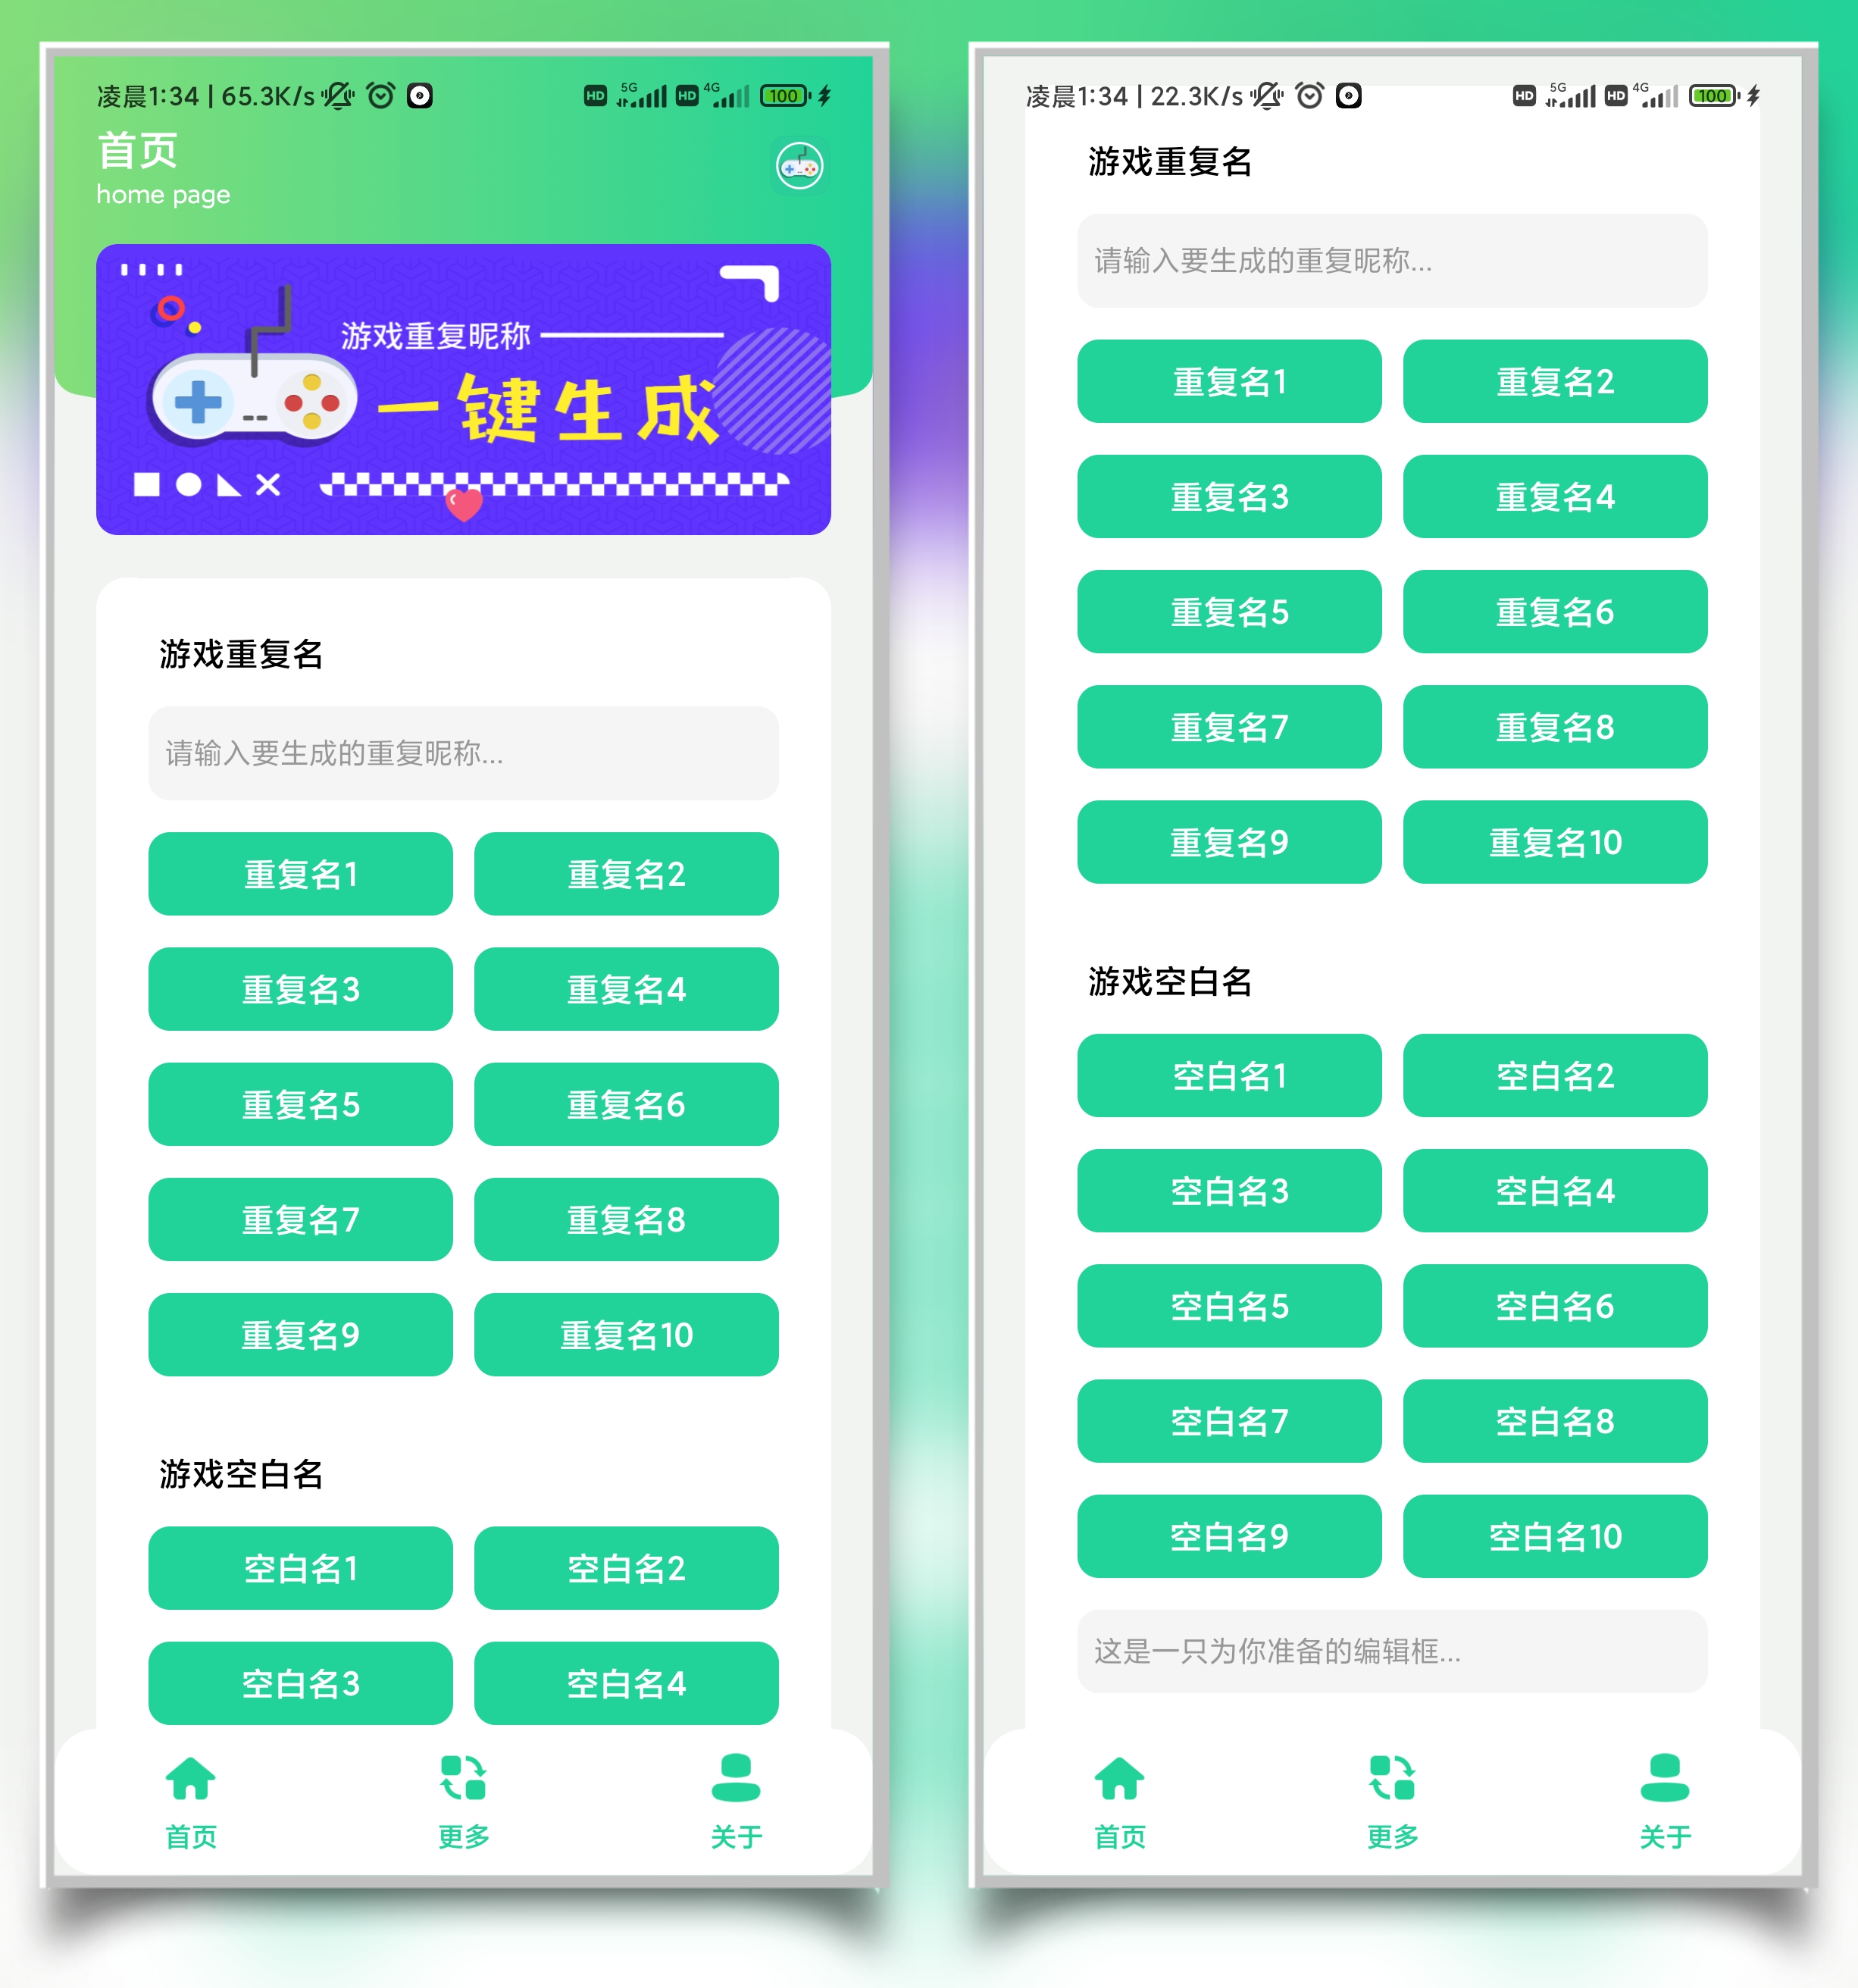 凌晨1:34 | 65.3K/s
HD 5G HD 4G 100
首页
home page
游戏重复昵称
一键生成
游戏重复名
请输入要生成的重复昵称...
重复名1 重复名2
重复名3 重复名4
重复名5 重复名6
重复名7 重复名8
重复名9 重复名10
游戏空白名
空白名1 空白名2
空白名3 空白名4
首页 更多 关于
凌晨1:34 | 22.3K/s
HD 5G HD 4G 100
游戏重复名
请输入要生成的重复昵称...
重复名1 重复名2
重复名3 重复名4
重复名5 重复名6
重复名7 重复名8
重复名9 重复名10
游戏空白名
空白名1 空白名2
空白名3 空白名4
空白名5 空白名6
空白名7 空白名8
空白名9 空白名10
这是一只为你准备的编辑框...
首页 更多 关于